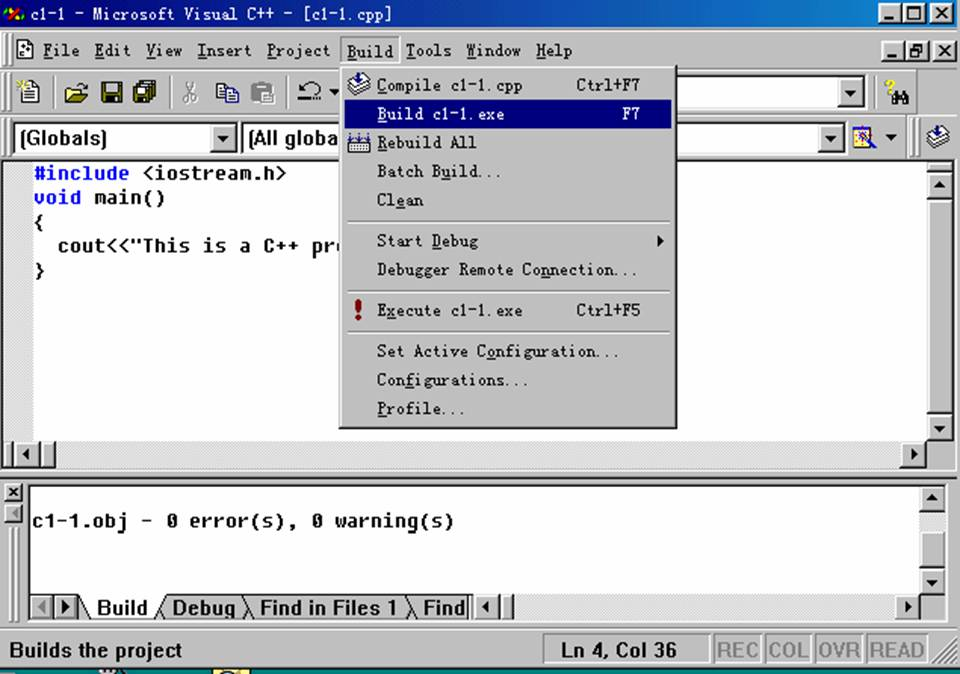 c1-1 - Microsoft Visual C++ - [c1-1.cpp]
File Edit View Insert Project Build Tools Window Help
Compile c1-1.cpp Ctrl+F7
Build c1-1.exe F7
(Globals) (All globa
Rebuild All
Batch Build...
Clean
Start Debug
Debugger Remote Connection...
Execute c1-1.exe Ctrl+F5
Set Active Configuration...
Configurations...
Profile...
#include <iostream.h>
void main()
{
cout<<"This is a C++ pr
}
c1-1.obj - 0 error(s), 0 warning(s)
Build Debug Find in Files 1 Find
Builds the project Ln 4, Col 36 REC COL OVR READ